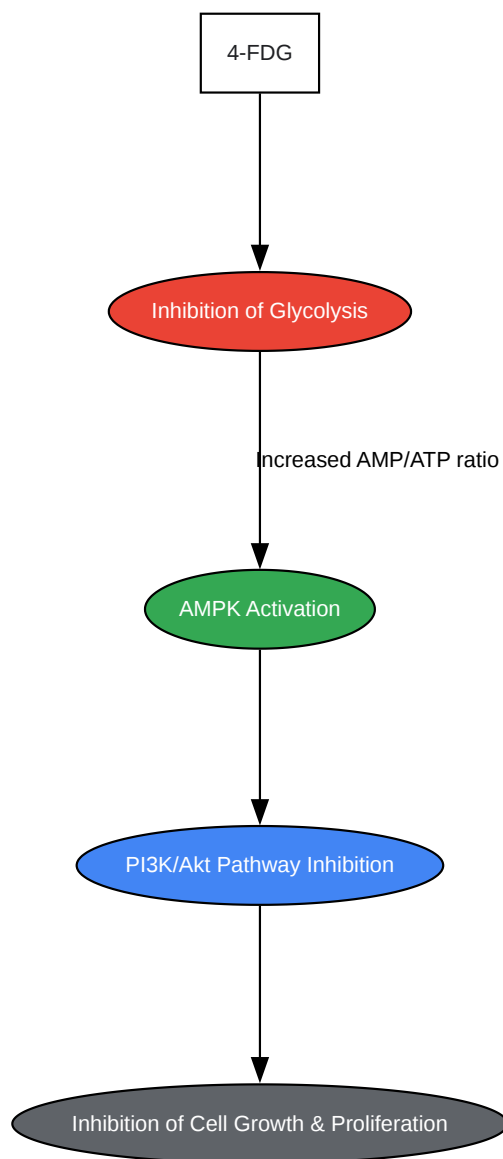 4-FDG
Inhibition of Glycolysis
Increased AMP/ATP ratio
AMPK Activation
PI3K/Akt Pathway Inhibition
Inhibition of Cell Growth & Proliferation